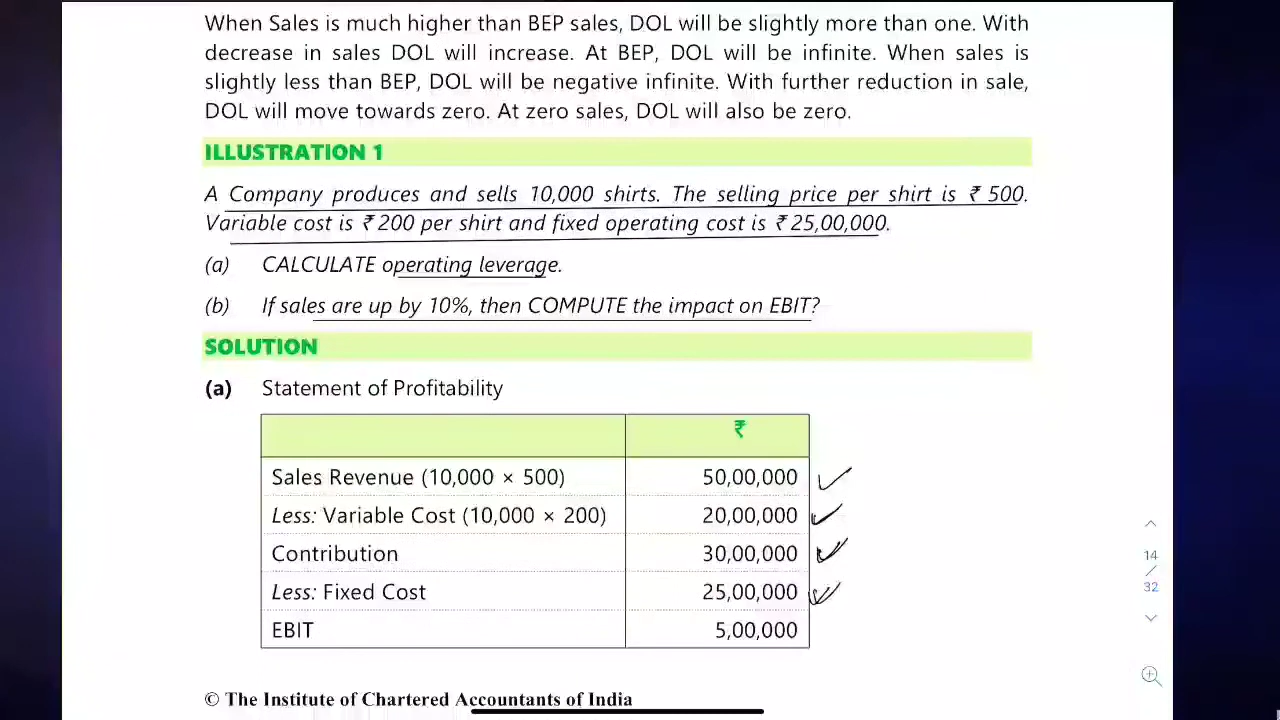 When Sales is much higher than BEP sales, DOL will be slightly more than one. With
decrease in sales DOL will increase. At BEP, DOL will be infinite. When sales is
slightly less than BEP, DOL will be negative infinite. With further reduction in sale,
DOL will move towards zero. At zero sales, DOL will also be zero.
ILLUSTRATION 1
A Company produces and sells 10,000 shirts. The selling price per shirt is ₹ 500.
Variable cost is ₹ 200 per shirt and fixed operating cost is ₹ 25,00,000.
(a) CALCULATE operating leverage.
(b) If sales are up by 10%, then COMPUTE the impact on EBIT?
SOLUTION
(a) Statement of Profitability
₹
Sales Revenue (10,000 × 500) 50,00,000
Less: Variable Cost (10,000 × 200) 20,00,000
Contribution 30,00,000
Less: Fixed Cost 25,00,000
EBIT 5,00,000
14
/
32
© The Institute of Chartered Accountants of India